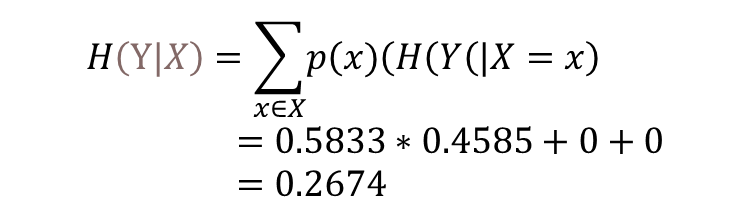 H(Y|X) = ∑p(x)(H(Y(|X = x)
x∈X
= 0.5833 ∗ 0.4585 + 0 + 0
= 0.2674